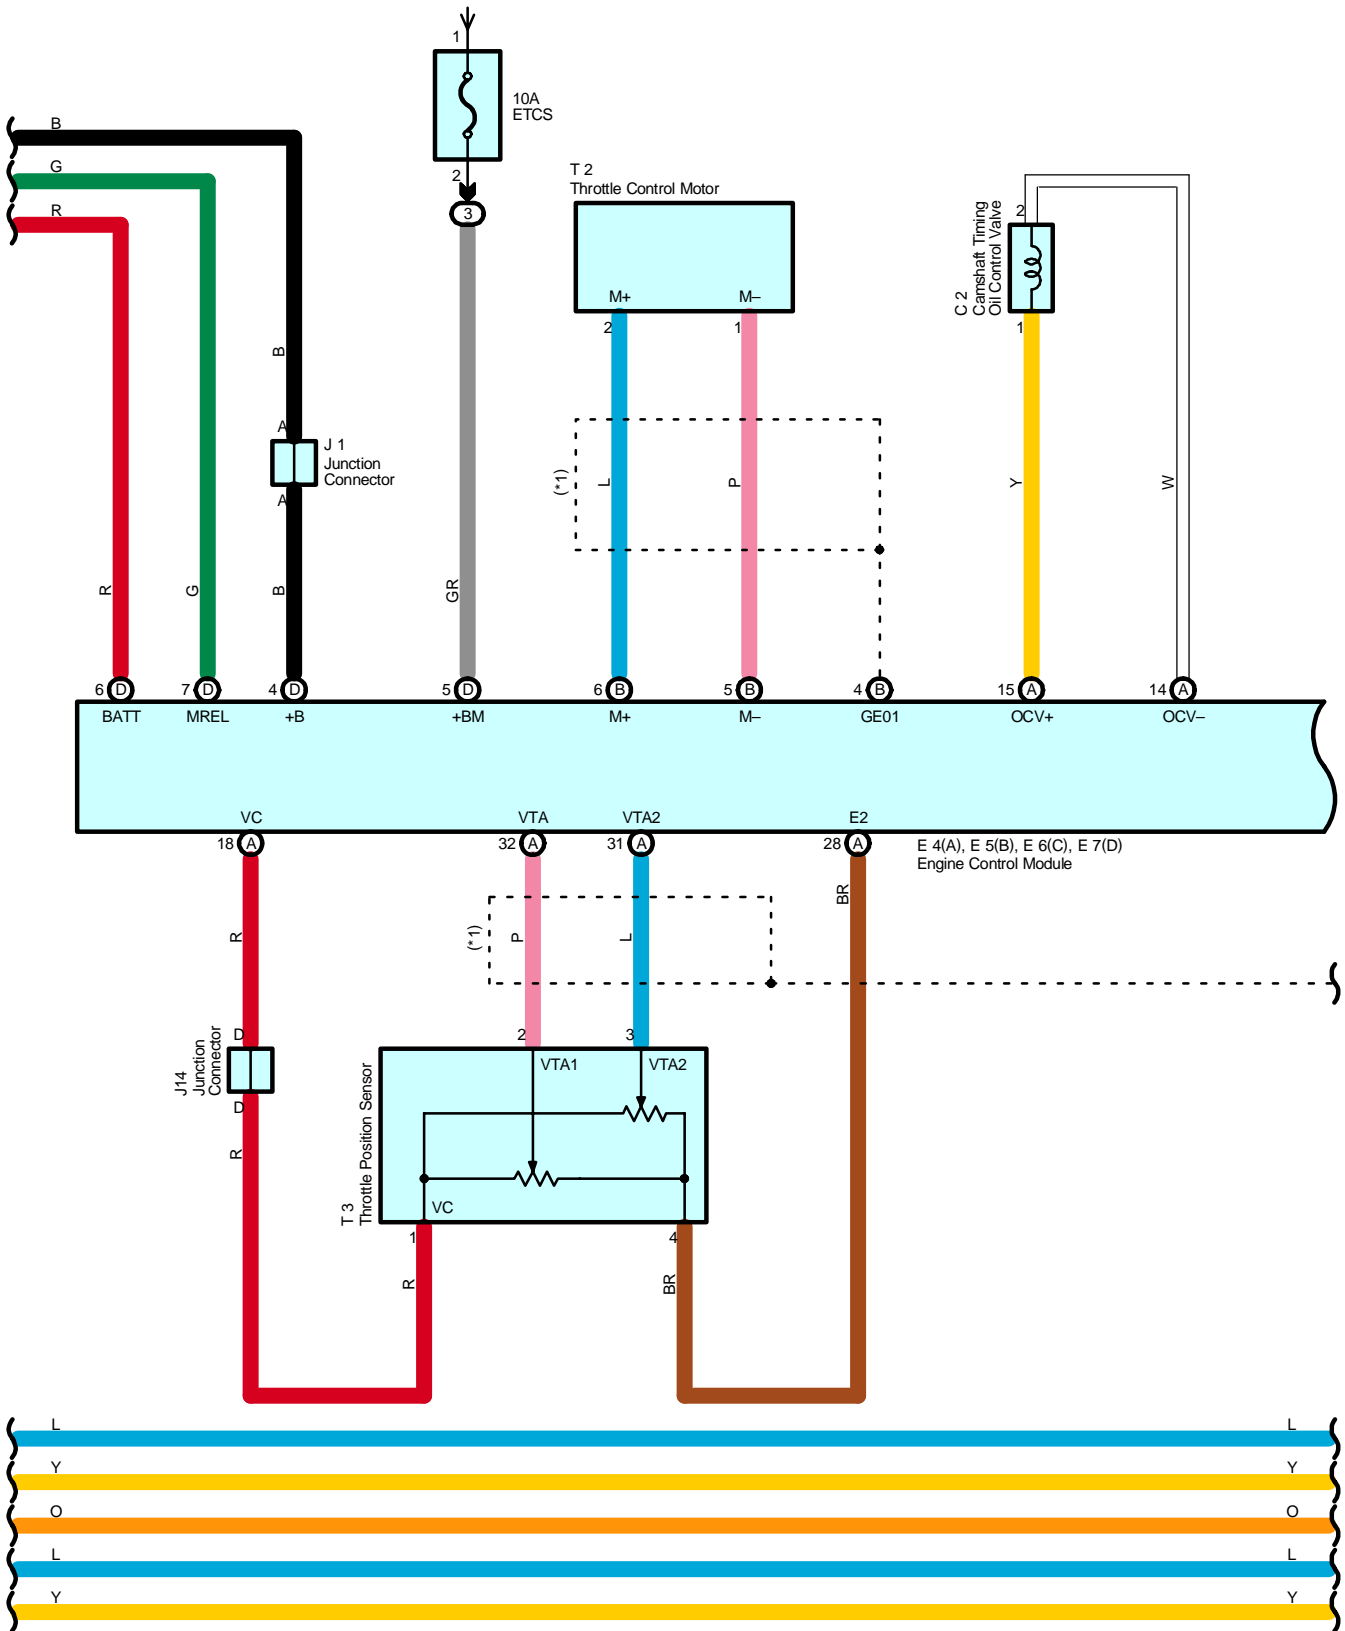 1
10A
ETCS
2
3
B
G
R
T 2
Throttle Control Motor
M+
M–
2
1
C 2
Camshaft Timing
Oil Control Valve
2
1
B
A
J 1
Junction
Connector
A
(*1)
L
P
Y
W
R
G
B
GR
6 D
7 D
4 D
5 D
6 B
5 B
4 B
15 A
14 A
BATT
MREL
+B
+BM
M+
M–
GE01
OCV+
OCV–
VC
VTA
VTA2
E2
18 A
32 A
31 A
28 A
E 4(A), E 5(B), E 6(C), E 7(D)
Engine Control Module
BR
R
(*1)
P
L
D
J14
Junction
Connector
D
R
2
3
VTA1
VTA2
T 3
Throttle Position Sensor
VC
1
4
R
BR
L L
Y Y
O O
L L
Y Y